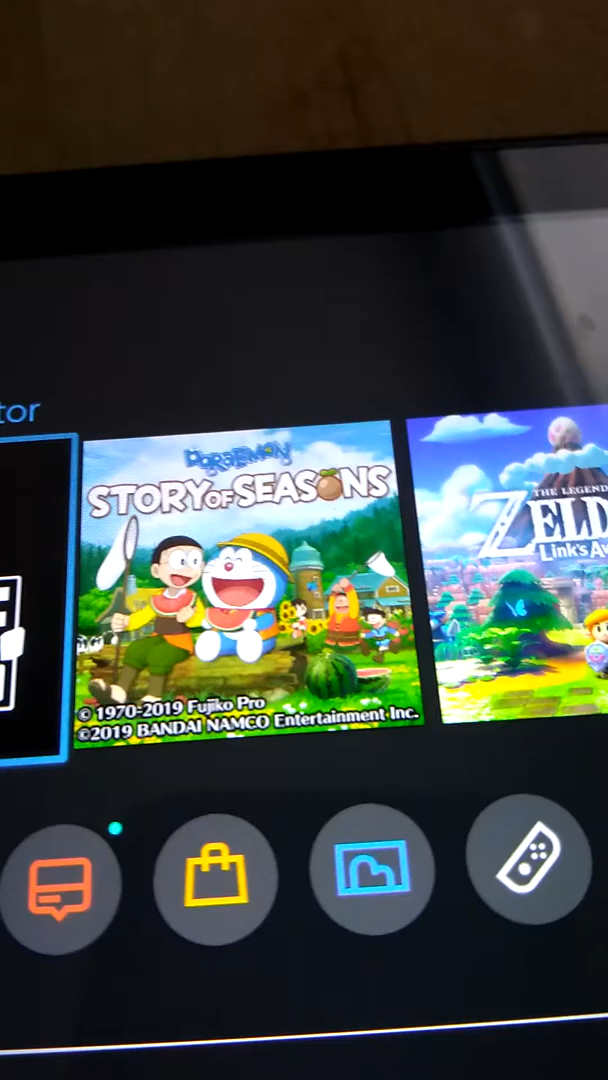 tor
DORAEMON
STORY OF SEASONS
© 1970-2019 Fujiko Pro
©2019 BANDAI NAMCO Entertainment Inc.
THE LEGEND
ZELD
Link's Aw